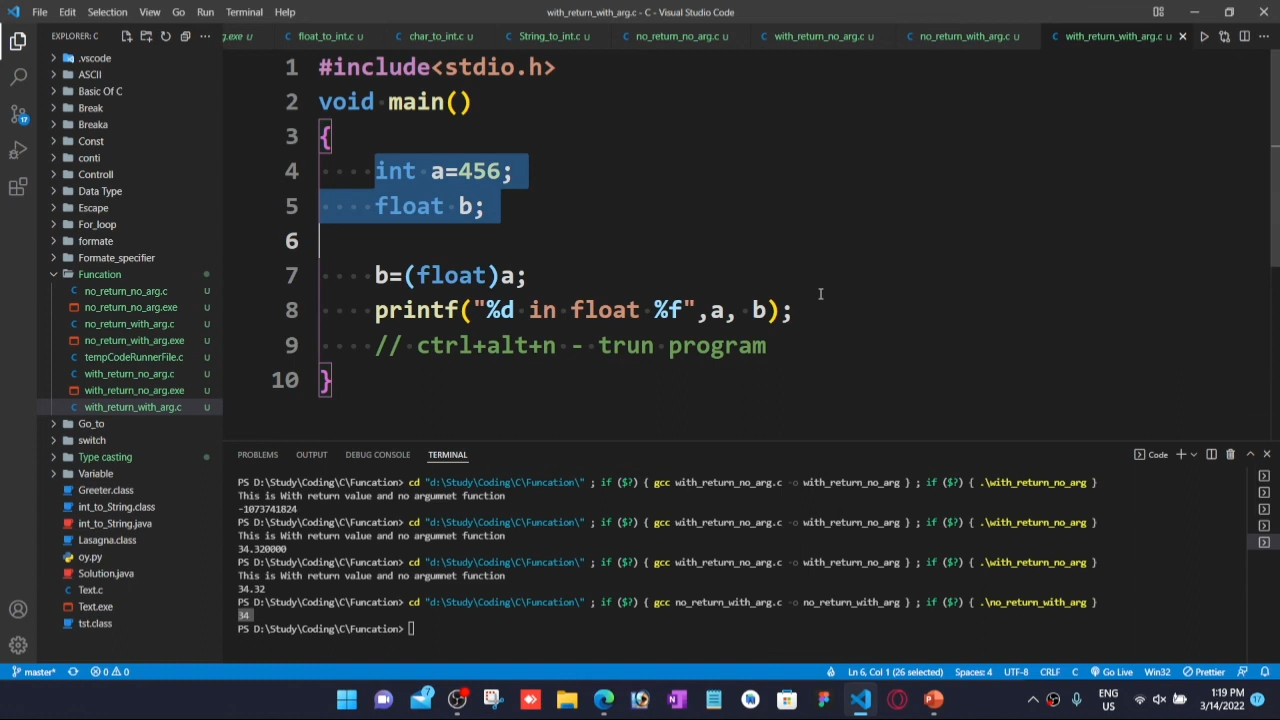 File Edit Selection View Go Run Terminal Help with_return_with_arg.c - C - Visual Studio Code
EXPLORER: C
g.exe U float_to_int.c U char_to_int.c U String_to_int.c U no_return_no_arg.c U with_return_no_arg.c U no_return_with_arg.c U with_return_with_arg.c U
.vscode
ASCII
Basic Of C
Break
Breaka
Const
conti
Controll
Data Type
Escape
For_loop
formate
Formate_specifier
Funcation
no_return_no_arg.c U
no_return_no_arg.exe U
no_return_with_arg.c U
no_return_with_arg.exe U
tempCodeRunnerFile.c U
with_return_no_arg.c U
with_return_no_arg.exe U
with_return_with_arg.c U
Go_to
switch
Type casting
Variable
Greeter.class
int_to_String.class
int_to_String.java
Lasagna.class
oy.py
Solution.java
Text.c
Text.exe
tst.class
17
1 #include<stdio.h>
2 void main()
3 {
4 int a=456;
5 float b;
6
7 b=(float)a;
8 printf("%d in float %f",a, b);
9 // ctrl+alt+n - trun program
10 }
PROBLEMS OUTPUT DEBUG CONSOLE TERMINAL Code
PS D:\Study\Coding\C\Funcation> cd "d:\Study\Coding\C\Funcation\" ; if ($?) { gcc with_return_no_arg.c -o with_return_no_arg } ; if ($?) { .\with_return_no_arg }
This is With return value and no argumnet function
-1073741824
PS D:\Study\Coding\C\Funcation> cd "d:\Study\Coding\C\Funcation\" ; if ($?) { gcc with_return_no_arg.c -o with_return_no_arg } ; if ($?) { .\with_return_no_arg }
This is With return value and no argumnet function
34.320000
PS D:\Study\Coding\C\Funcation> cd "d:\Study\Coding\C\Funcation\" ; if ($?) { gcc with_return_no_arg.c -o with_return_no_arg } ; if ($?) { .\with_return_no_arg }
This is With return value and no argumnet function
34.32
PS D:\Study\Coding\C\Funcation> cd "d:\Study\Coding\C\Funcation\" ; if ($?) { gcc no_return_with_arg.c -o no_return_with_arg } ; if ($?) { .\no_return_with_arg }
34
PS D:\Study\Coding\C\Funcation>
master* 0 0 Ln 6, Col 1 (26 selected) Spaces: 4 UTF-8 CRLF C Go Live Win32 Prettier
7 ENG US 1:19 PM 3/14/2022